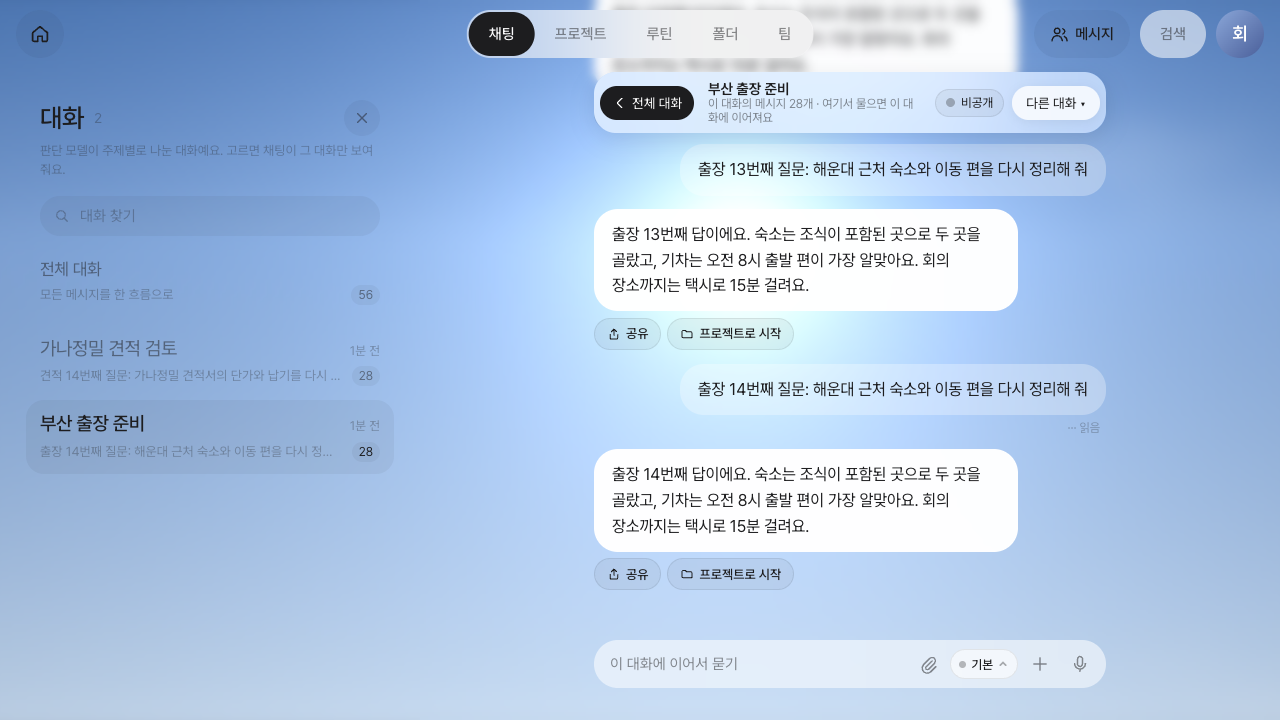 채팅
프로젝트
루틴
폴더
팀
메시지
검색
회
대화 2
판단 모델이 주제별로 나눈 대화예요. 고르면 채팅이 그 대화만 보여
줘요.
대화 찾기
전체 대화
모든 메시지를 한 흐름으로 56
가나정밀 견적 검토 1분 전
견적 14번째 질문: 가나정밀 견적서의 단가와 납기를 다시 ... 28
부산 출장 준비 1분 전
출장 14번째 질문: 해운대 근처 숙소와 이동 편을 다시 정... 28
전체 대화
부산 출장 준비
이 대화의 메시지 28개 · 여기서 물으면 이 대
화에 이어져요
비공개
다른 대화 ▾
출장 13번째 질문: 해운대 근처 숙소와 이동 편을 다시 정리해 줘
출장 13번째 답이에요. 숙소는 조식이 포함된 곳으로 두 곳을
골랐고, 기차는 오전 8시 출발 편이 가장 알맞아요. 회의
장소까지는 택시로 15분 걸려요.
공유
프로젝트로 시작
출장 14번째 질문: 해운대 근처 숙소와 이동 편을 다시 정리해 줘
··· 읽음
출장 14번째 답이에요. 숙소는 조식이 포함된 곳으로 두 곳을
골랐고, 기차는 오전 8시 출발 편이 가장 알맞아요. 회의
장소까지는 택시로 15분 걸려요.
공유
프로젝트로 시작
이 대화에 이어서 묻기
기본